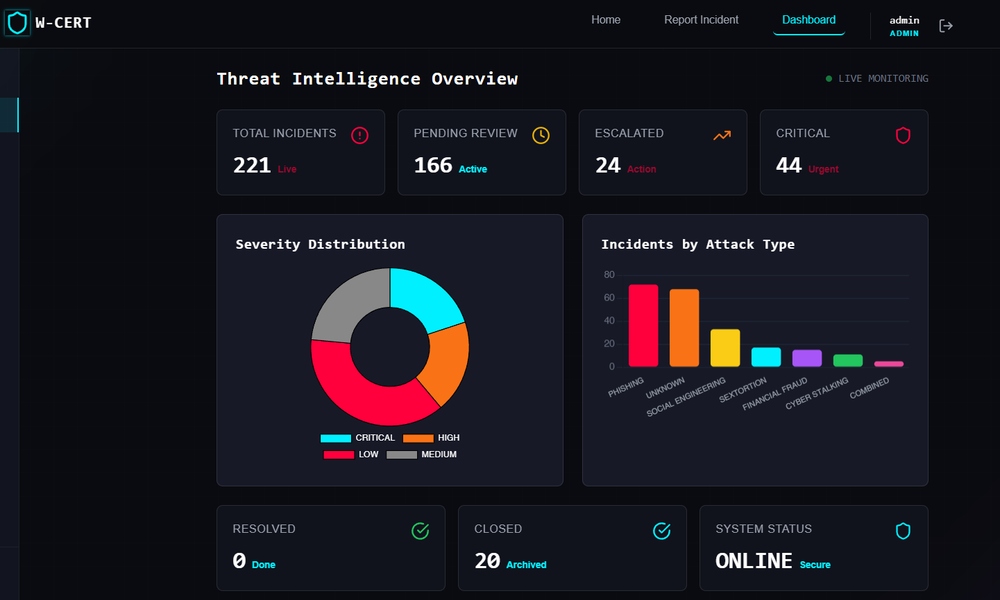 W-CERT
Home
Report Incident
Dashboard
admin
ADMIN
Threat Intelligence Overview
LIVE MONITORING
TOTAL INCIDENTS
221 Live
PENDING REVIEW
166 Active
ESCALATED
24 Action
CRITICAL
44 Urgent
Severity Distribution
CRITICAL
HIGH
LOW
MEDIUM
Incidents by Attack Type
80
60
40
20
0
PHISHING
UNKNOWN
SOCIAL ENGINEERING
SEXTORTION
FINANCIAL FRAUD
CYBER STALKING
COMBINED
RESOLVED
0 Done
CLOSED
20 Archived
SYSTEM STATUS
ONLINE Secure